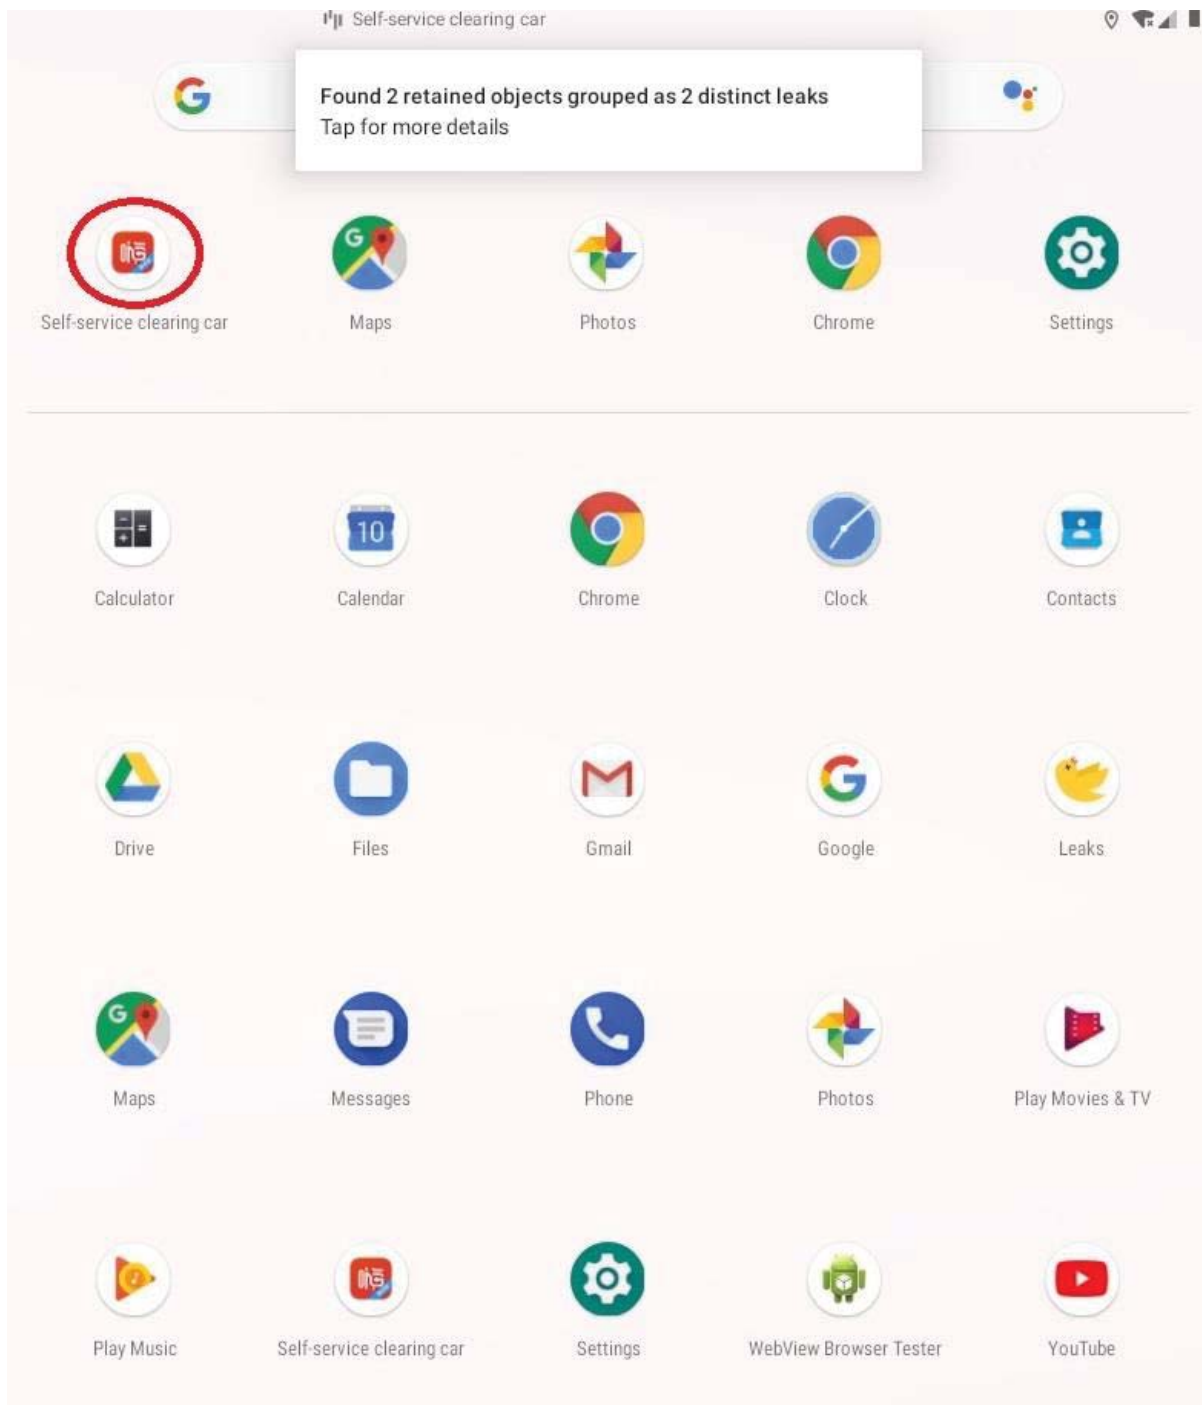 Self-service clearing car
Found 2 retained objects grouped as 2 distinct leaks
Tap for more details
Self-service clearing car
Maps
Photos
Chrome
Settings
Calculator
10
Calendar
Chrome
Clock
Contacts
Drive
Files
Gmail
Google
Leaks
Maps
Messages
Phone
Photos
Play Movies & TV
Play Music
Self-service clearing car
Settings
WebView Browser Tester
YouTube